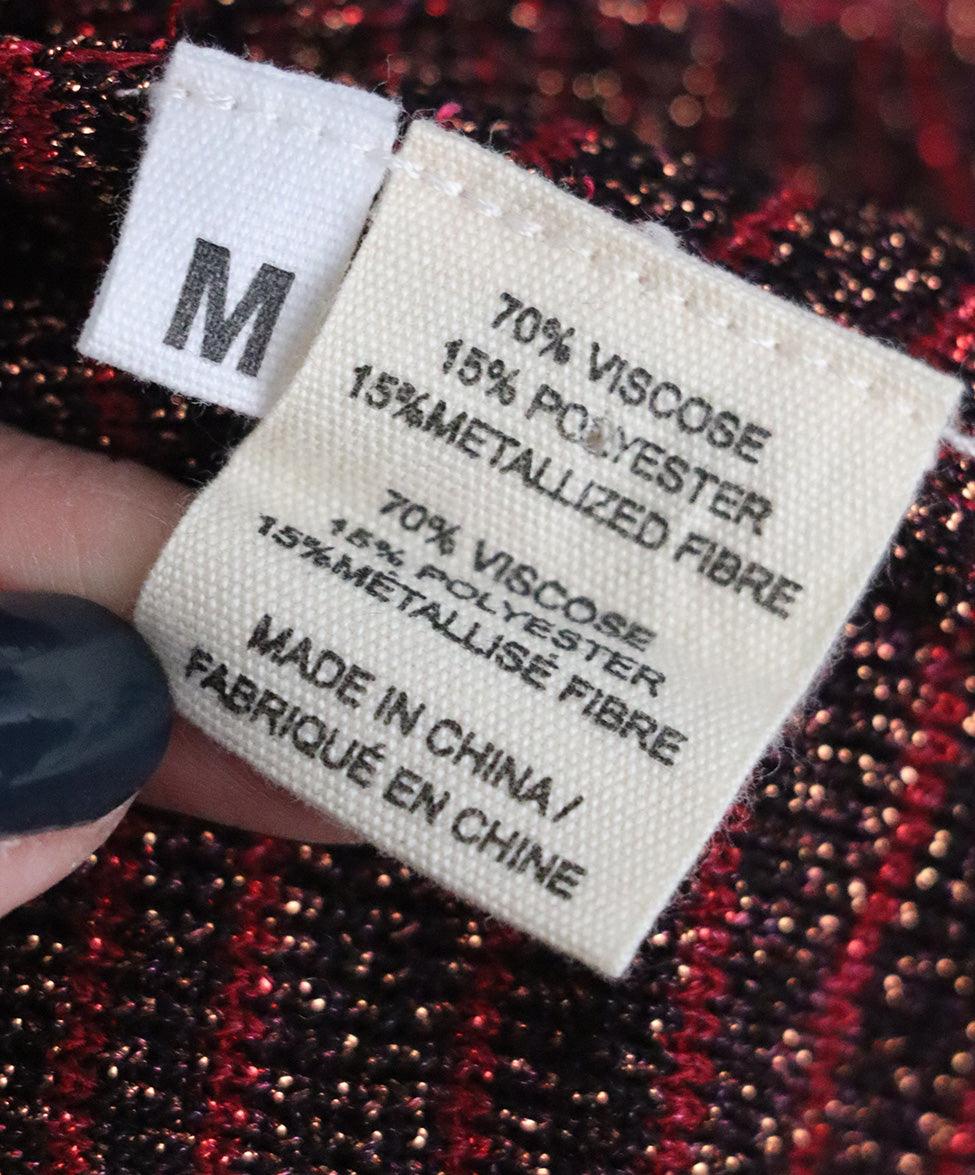 M
70% VISCOSE
15% POLYESTER
15%METALLIZED FIBRE
70% VISCOSE
15% POLYESTER
15%MÉTALLISÉ FIBRE
MADE IN CHINA/
FABRIQUÉ EN CHINE